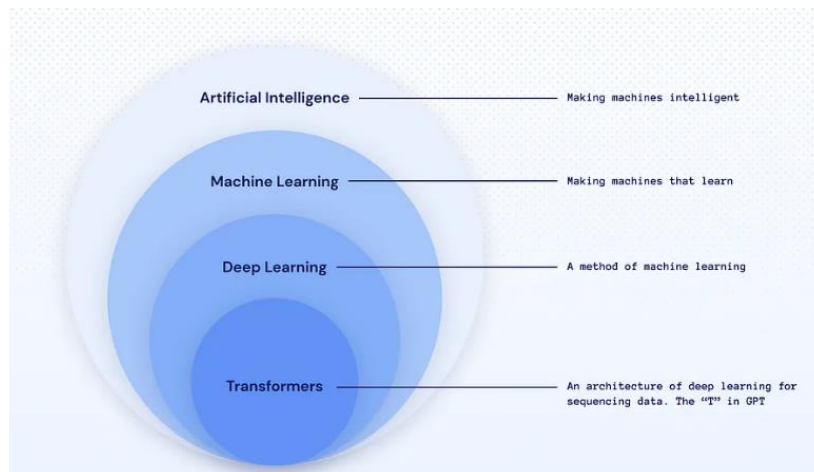 Artificial Intelligence
Making machines intelligent
Machine Learning
Making machines that learn
Deep Learning
A method of machine learning
Transformers
An architecture of deep learning for
sequencing data. The “T” in GPT